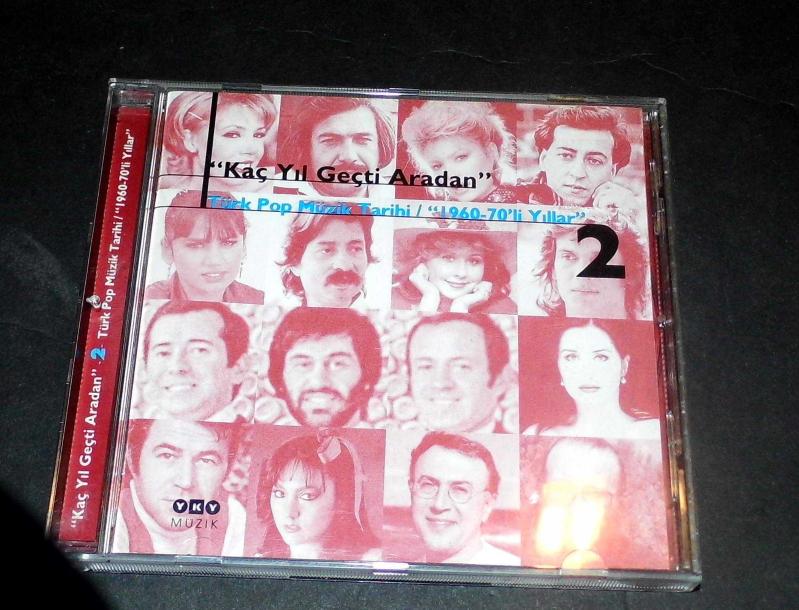 "Kaç Yıl Geçti Aradan"
Türk Pop Müzik Tarihi / "1960-70'li Yıllar"
2
YKY
MÜZİK
"Kaç Yıl Geçti Aradan" -2- Türk Pop Müzik Tarihi / "1960-70'li Yıllar"